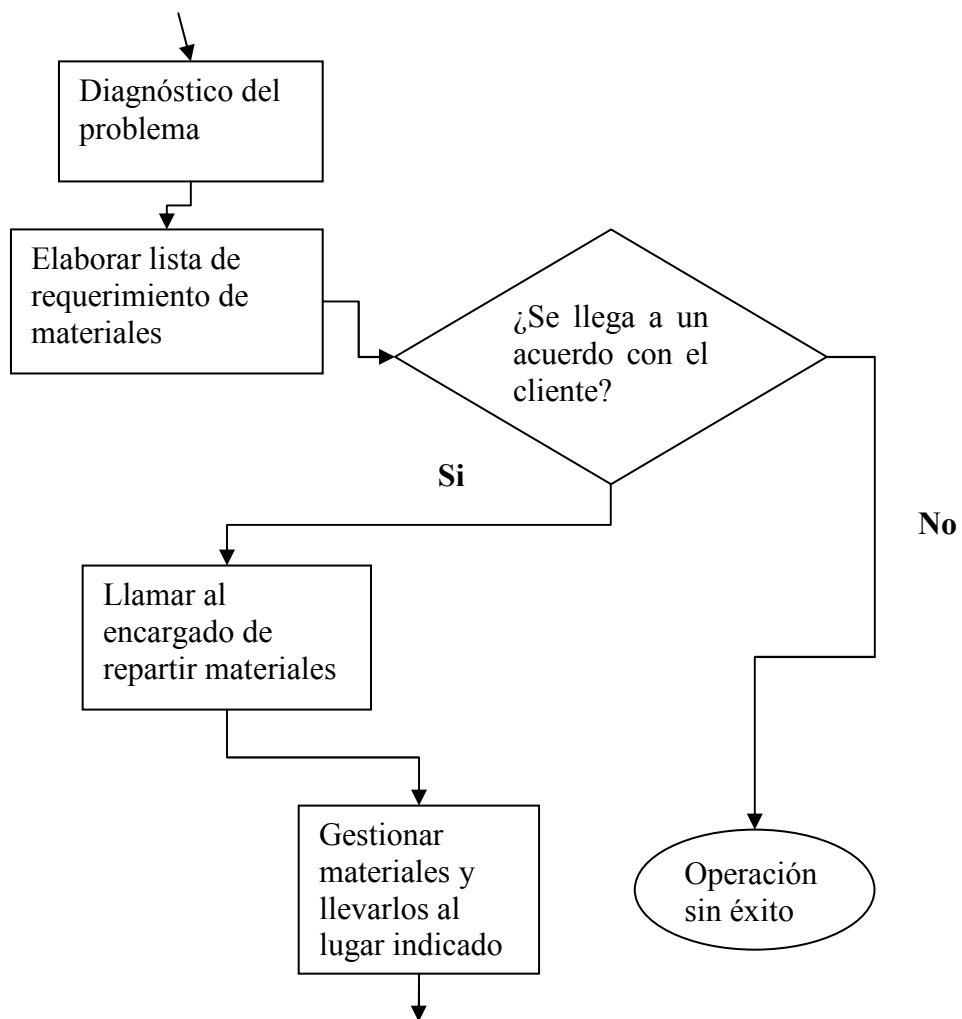 Diagnóstico del
problema
Elaborar lista de
requerimiento de
materiales
¿Se llega a un
acuerdo con el
cliente?
Si
No
Llamar al
encargado de
repartir materiales
Gestionar
materiales y
llevarlos al
lugar indicado
Operación
sin éxito